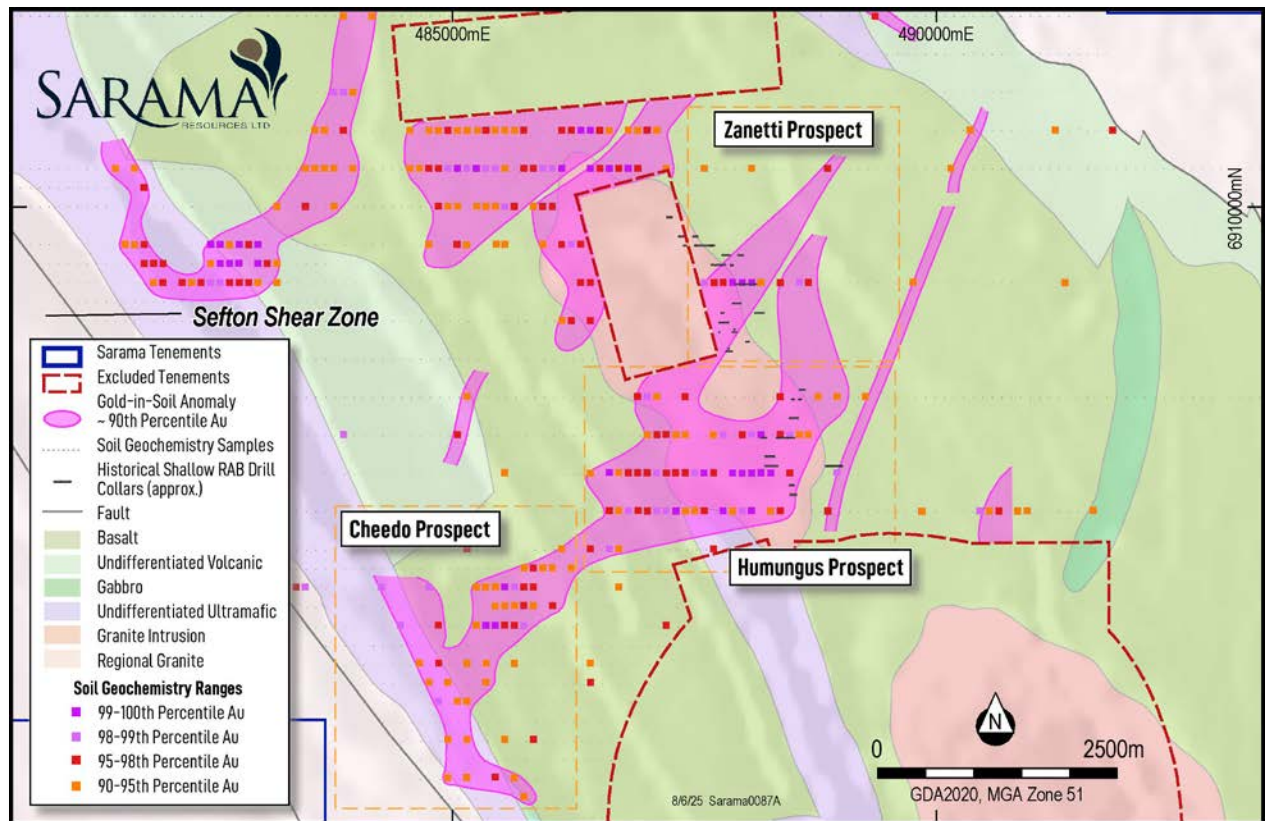 485000mE
490000mE
6910000mN
SARAMA
RESOURCES LTD
Zanetti Prospect
Sefton Shear Zone
Sarama Tenements
Excluded Tenements
Gold-in-Soil Anomaly
~ 90th Percentile Au
Soil Geochemistry Samples
Historical Shallow RAB Drill
Collars (approx.)
Fault
Basalt
Undifferentiated Volcanic
Gabbro
Undifferentiated Ultramafic
Granite Intrusion
Regional Granite
Soil Geochemistry Ranges
99-100th Percentile Au
98-99th Percentile Au
95-98th Percentile Au
90-95th Percentile Au
Cheedo Prospect
Humungus Prospect
N
0 2500m
GDA2020, MGA Zone 51
8/6/25 Sarama0087A